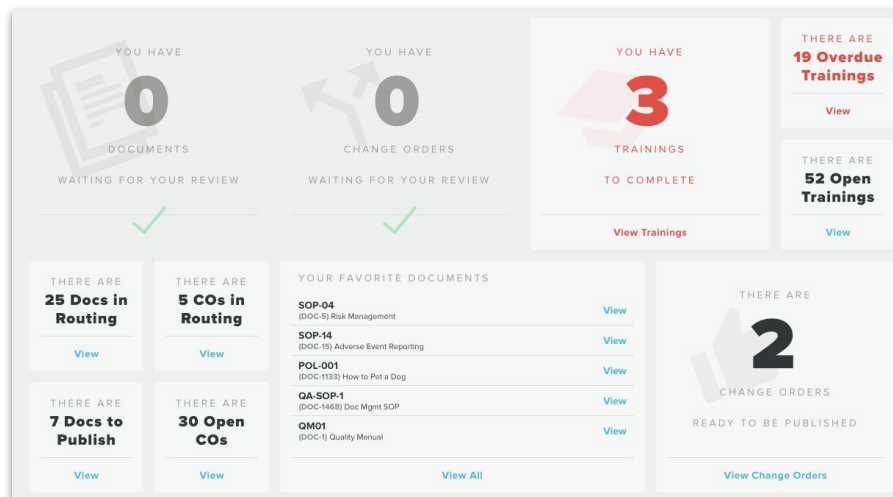 YOU HAVE
0
DOCUMENTS
WAITING FOR YOUR REVIEW
YOU HAVE
0
CHANGE ORDERS
WAITING FOR YOUR REVIEW
YOU HAVE
3
TRAININGS
TO COMPLETE
View Trainings
THERE ARE
19 Overdue
Trainings
View
THERE ARE
52 Open
Trainings
View
THERE ARE
25 Docs in
Routing
View
THERE ARE
5 COs in
Routing
View
THERE ARE
7 Docs to
Publish
View
THERE ARE
30 Open
COs
View
YOUR FAVORITE DOCUMENTS
SOP-04
(DOC-5) Risk Management
View
SOP-14
(DOC-15) Adverse Event Reporting
View
POL-001
(DOC-1133) How to Pet a Dog
View
QA-SOP-1
(DOC-1468) Doc Mgmt SOP
View
QM01
(DOC-1) Quality Manual
View
View All
THERE ARE
2
CHANGE ORDERS
READY TO BE PUBLISHED
View Change Orders